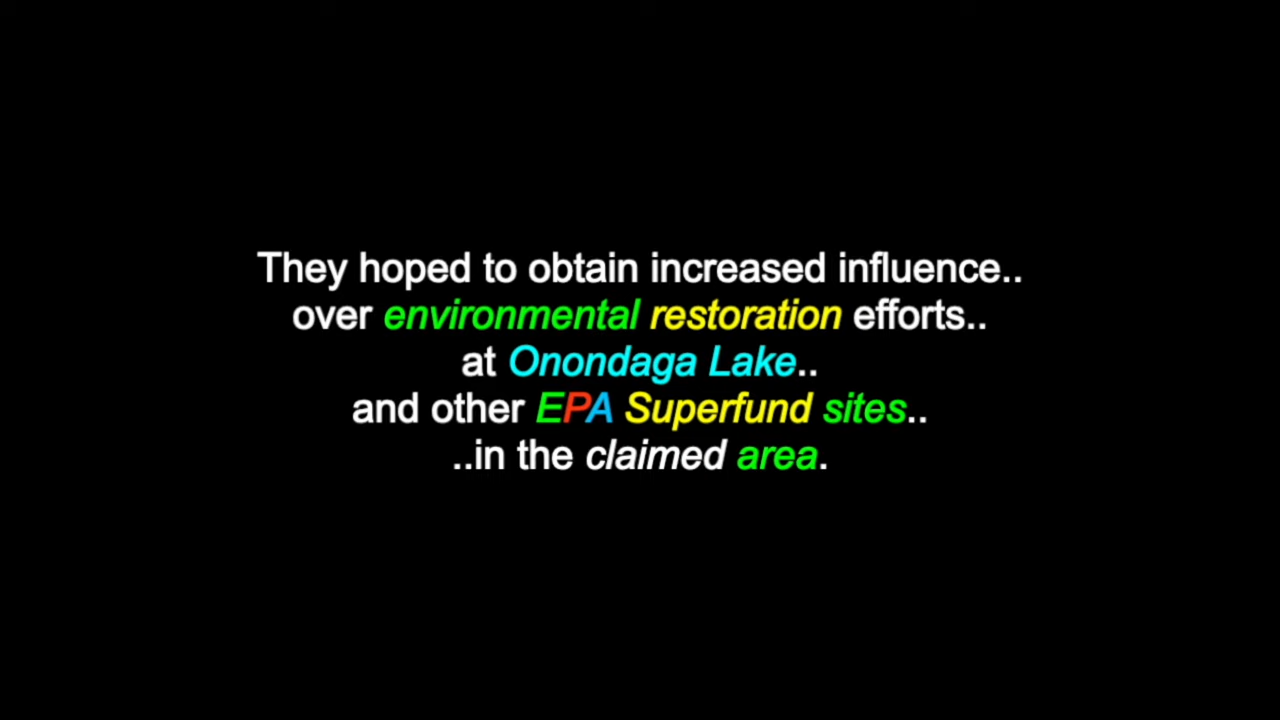 They hoped to obtain increased influence..
over environmental restoration efforts..
at Onondaga Lake..
and other EPA Superfund sites..
..in the claimed area.